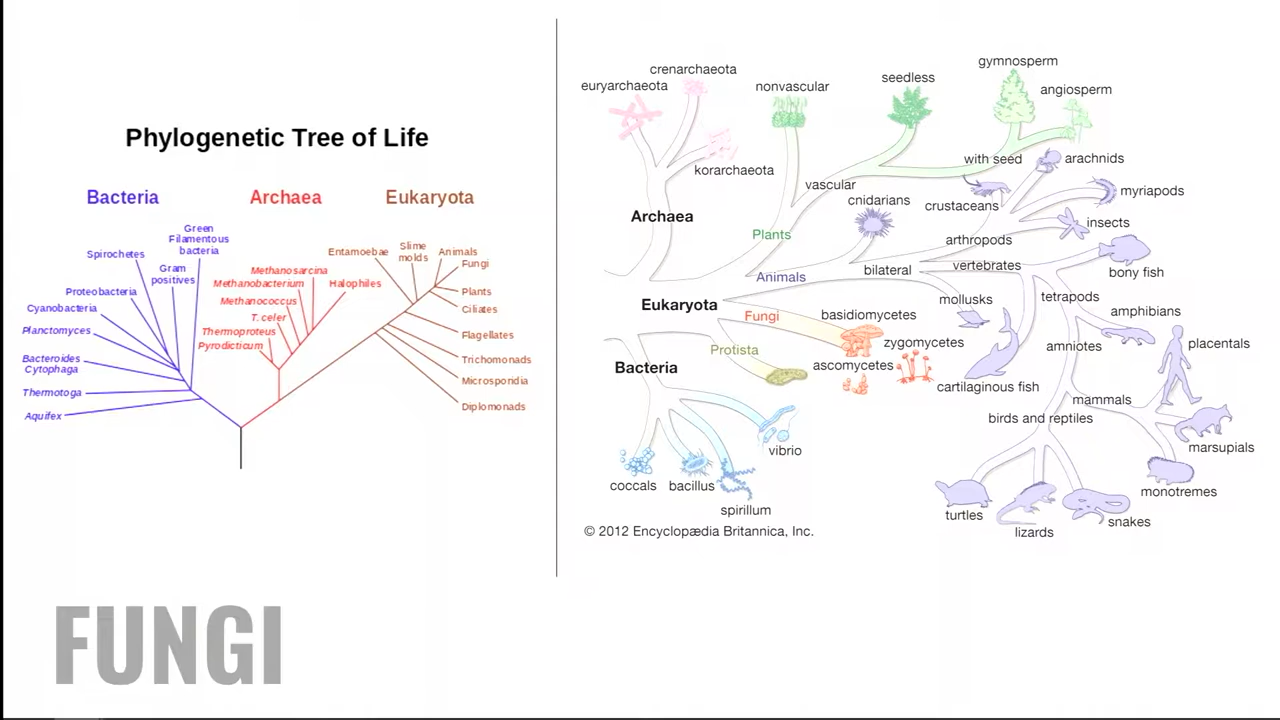 Phylogenetic Tree of Life
Bacteria
Archaea
Eukaryota
Green
Filamentous
bacteria
Spirochetes
Gram
positives
Proteobacteria
Cyanobacteria
Planctomyces
Bacteroides
Cytophaga
Thermotoga
Aquifex
Methanosarcina
Methanobacterium
Halophiles
Methanococcus
T. celer
Thermoproteus
Pyrodicticum
Entamoebae
Slime
molds
Animals
Fungi
Plants
Ciliates
Flagellates
Trichomonads
Microsporidia
Diplomonads
euryarchaeota
crenarchaeota
korarchaeota
Archaea
nonvascular
seedless
gymnosperm
angiosperm
with seed
vascular
Plants
cnidarians
crustaceans
arachnids
myriapods
insects
arthropods
Animals
bilateral
vertebrates
bony fish
Eukaryota
Fungi
basidiomycetes
zygomycetes
ascomycetes
Protista
mollusks
tetrapods
amphibians
amniotes
placentals
cartilaginous fish
mammals
birds and reptiles
marsupials
monotremes
turtles
lizards
snakes
Bacteria
vibrio
coccals
bacillus
spirillum
© 2012 Encyclopædia Britannica, Inc.
FUNGI